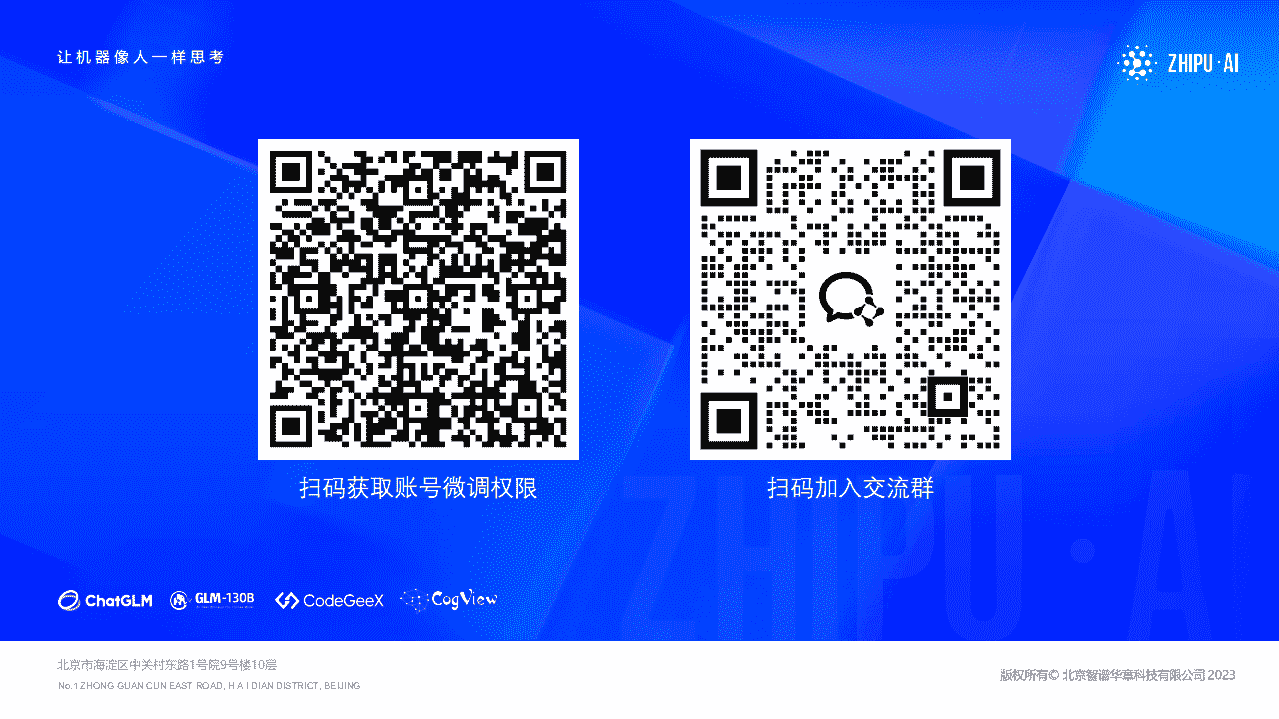 让机器像人一样思考
ZHIPU·AI
扫码获取账号微调权限
扫码加入交流群
ZHIPU·AI
ChatGLM
GLM-130B
CodeGeeX
CogView
北京市海淀区中关村东路1号院9号楼10层
No.1 ZHONG GUAN CUN EAST ROAD, H A I DIAN DISTRICT, BEIJING
版权所有© 北京智谱华章科技有限公司 2023